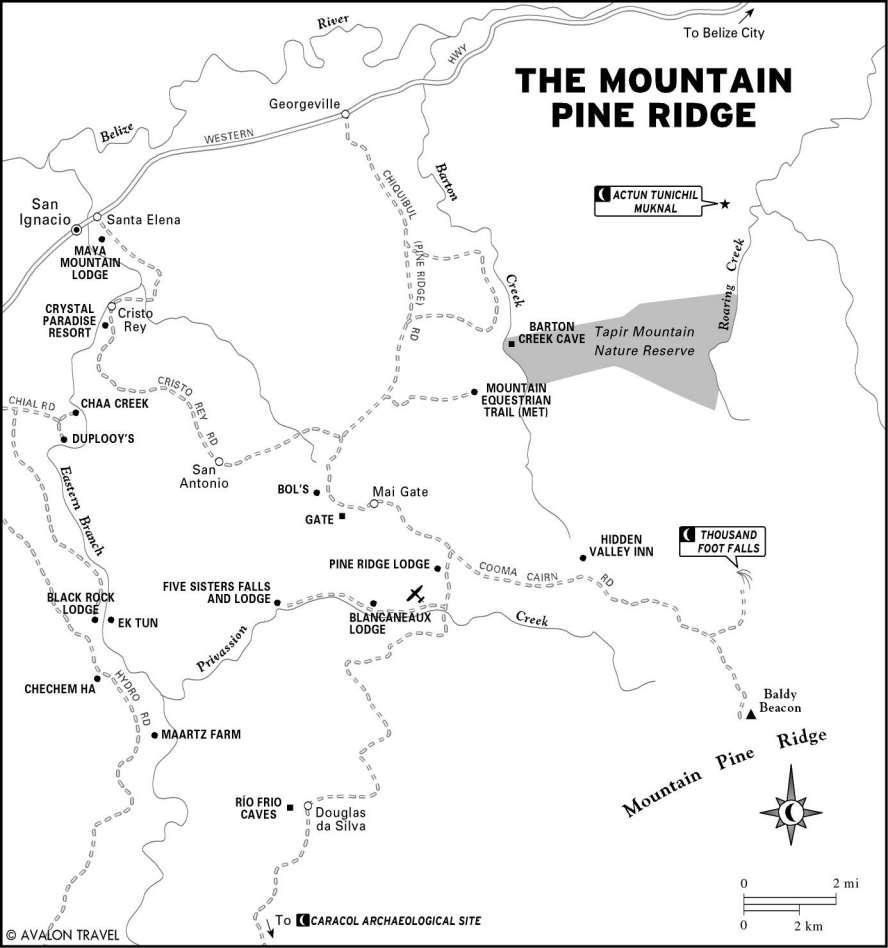 River
To Belize City
HWY
THE MOUNTAIN
PINE RIDGE
Georgeville
Belize
WESTERN
CHIQUIBUL
(PINE RIDGE)
RD
Barton
Creek
ACTUN TUNICHIL
MUKNAL
San
Ignacio
Santa Elena
MAYA
MOUNTAIN
LODGE
Roaring Creek
CRYSTAL
PARADISE
RESORT
Cristo
Rey
BARTON
CREEK CAVE
Tapir Mountain
Nature Reserve
CRISTO REY RD
MOUNTAIN
EQUESTRIAN
TRAIL (MET)
CHIAL RD
CHAA CREEK
DUPLOOY'S
San
Antonio
Eastern Branch
BOL'S
Mai Gate
GATE
HIDDEN
VALLEY INN
THOUSAND
FOOT FALLS
PINE RIDGE LODGE
COOMA CAIRN RD
FIVE SISTERS FALLS
AND LODGE
BLANCANEAUX
LODGE
BLACK ROCK
LODGE
EK TUN
Privassion
Creek
CHECHEM HA
HYDRO RD
MAARTZ FARM
Baldy
Beacon
Mountain Pine Ridge
RÍO FRIO
CAVES
Douglas
da Silva
0 2 mi
0 2 km
To CARACOL ARCHAEOLOGICAL SITE
© AVALON TRAVEL